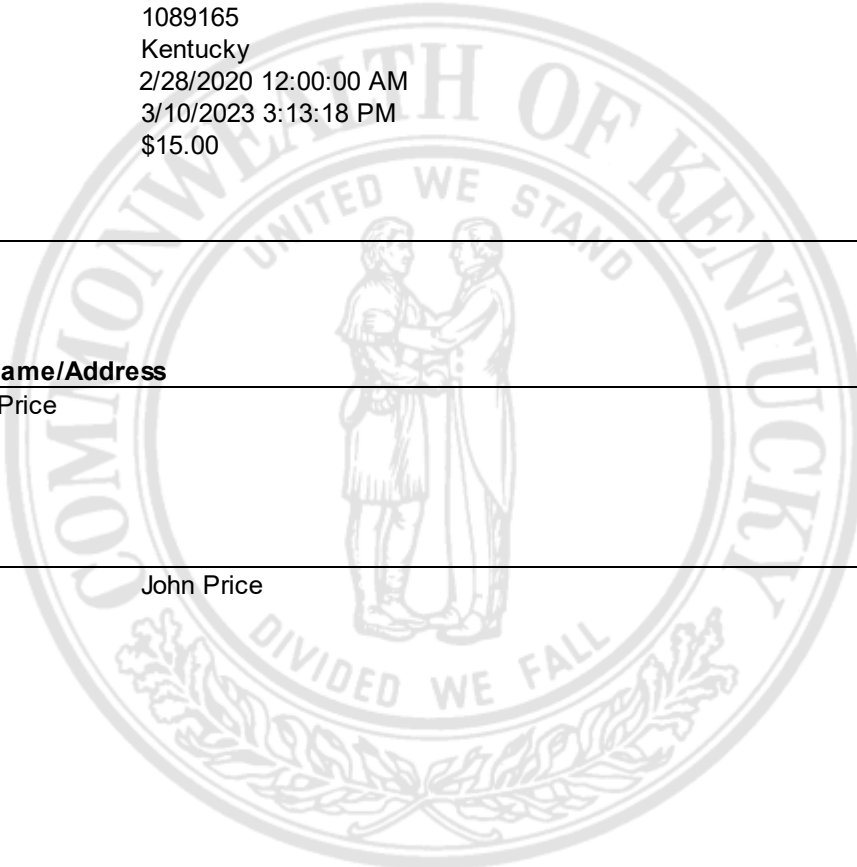 1089165
Kentucky
2/28/2020 12:00:00 AM
3/10/2023 3:13:18 PM
$15.00
COMMONWEALTH OF KENTUCKY
UNITED WE STAND
ame/Address
Price
John Price
DIVIDED WE FALL